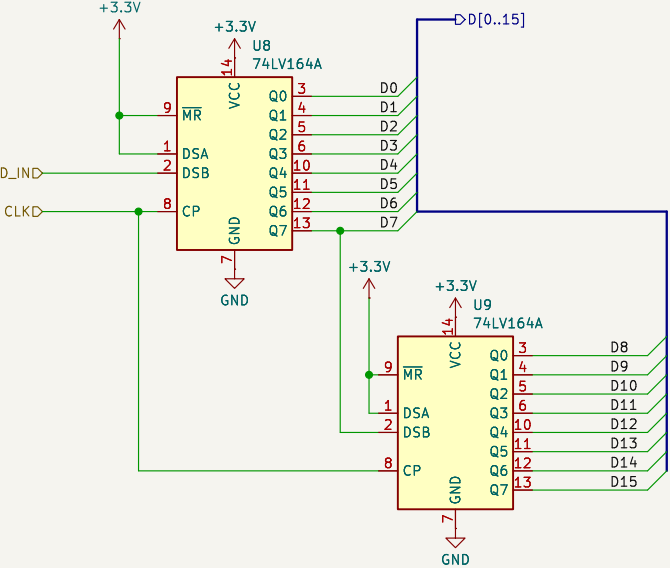 +3.3V
+3.3V
U8
74LV164A
D[0..15]
14
VCC
9 MR
1 DSA
2 DSB
8 CP
D_IN
CLK
Q0 3 D0
Q1 4 D1
Q2 5 D2
Q3 6 D3
Q4 10 D4
Q5 11 D5
Q6 12 D6
Q7 13 D7
GND
7
GND
+3.3V
+3.3V
U9
74LV164A
14
VCC
9 MR
1 DSA
2 DSB
8 CP
Q0 3 D8
Q1 4 D9
Q2 5 D10
Q3 6 D11
Q4 10 D12
Q5 11 D13
Q6 12 D14
Q7 13 D15
GND
7
GND